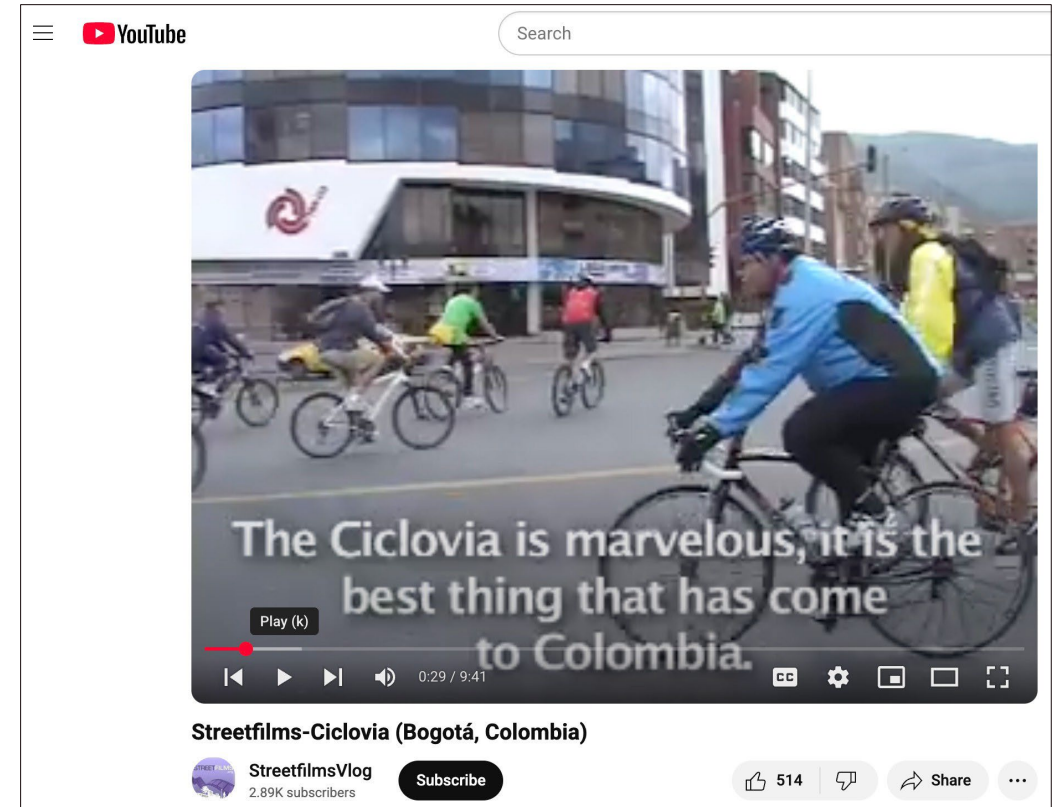 YouTube
Search
The Ciclovia is marvelous, it is the
best thing that has come
to Colombia.
Play (k)
0:29 / 9:41
CC
Streetfilms-Ciclovia (Bogotá, Colombia)
StreetfilmsVlog
2.89K subscribers
Subscribe
514
Share